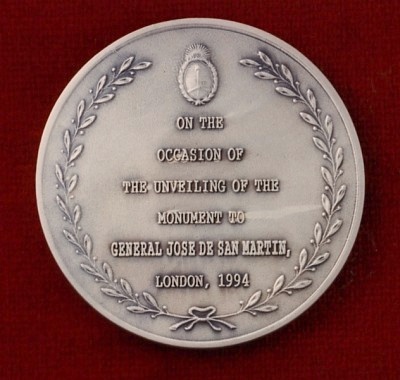 ON THE
OCCASION OF
THE UNVEILING OF THE
MONUMENT TO
GENERAL JOSE DE SAN MARTIN,
LONDON, 1994